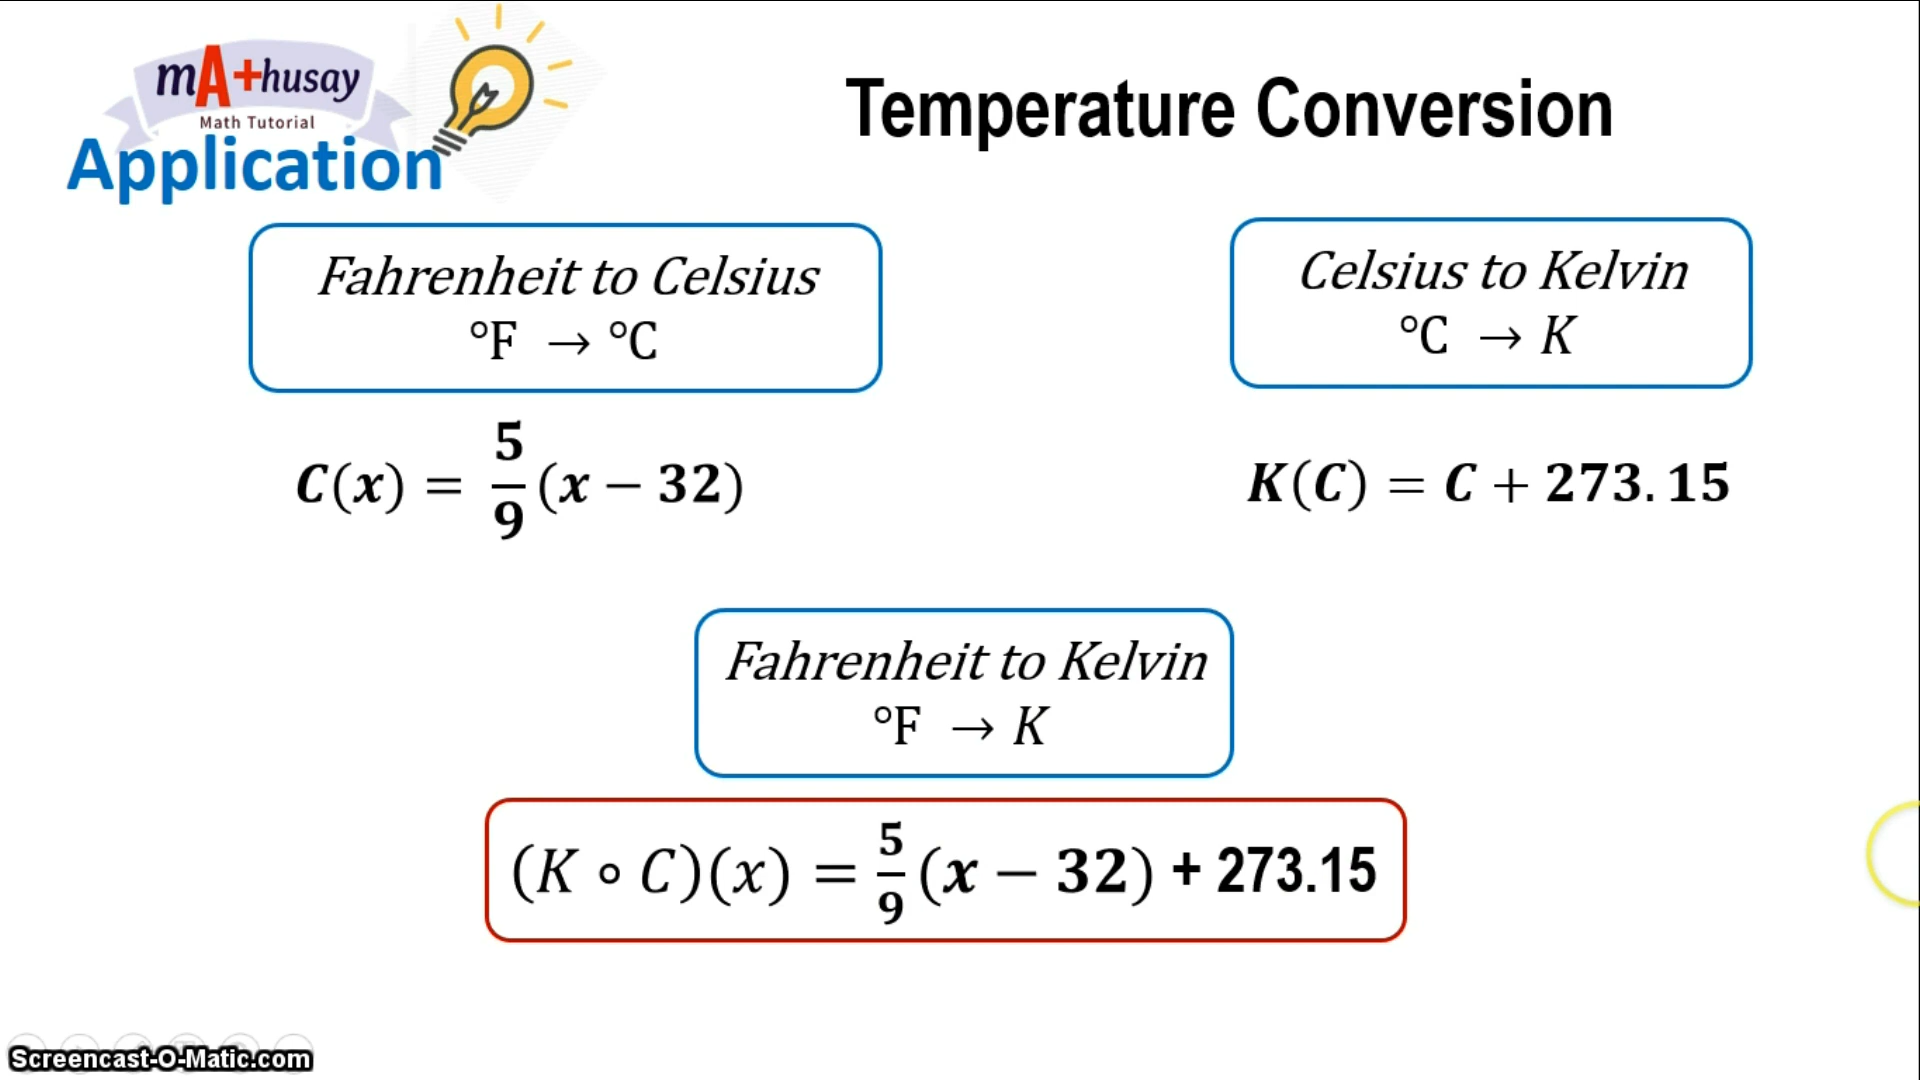 mA+husay
Math Tutorial
Application
Temperature Conversion
Fahrenheit to Celsius
°F → °C
C(x) = 5/9 (x − 32)
Celsius to Kelvin
°C → K
K(C) = C + 273.15
Fahrenheit to Kelvin
°F → K
(K ∘ C)(x) = 5/9 (x − 32) + 273.15
Screencast-O-Matic.com